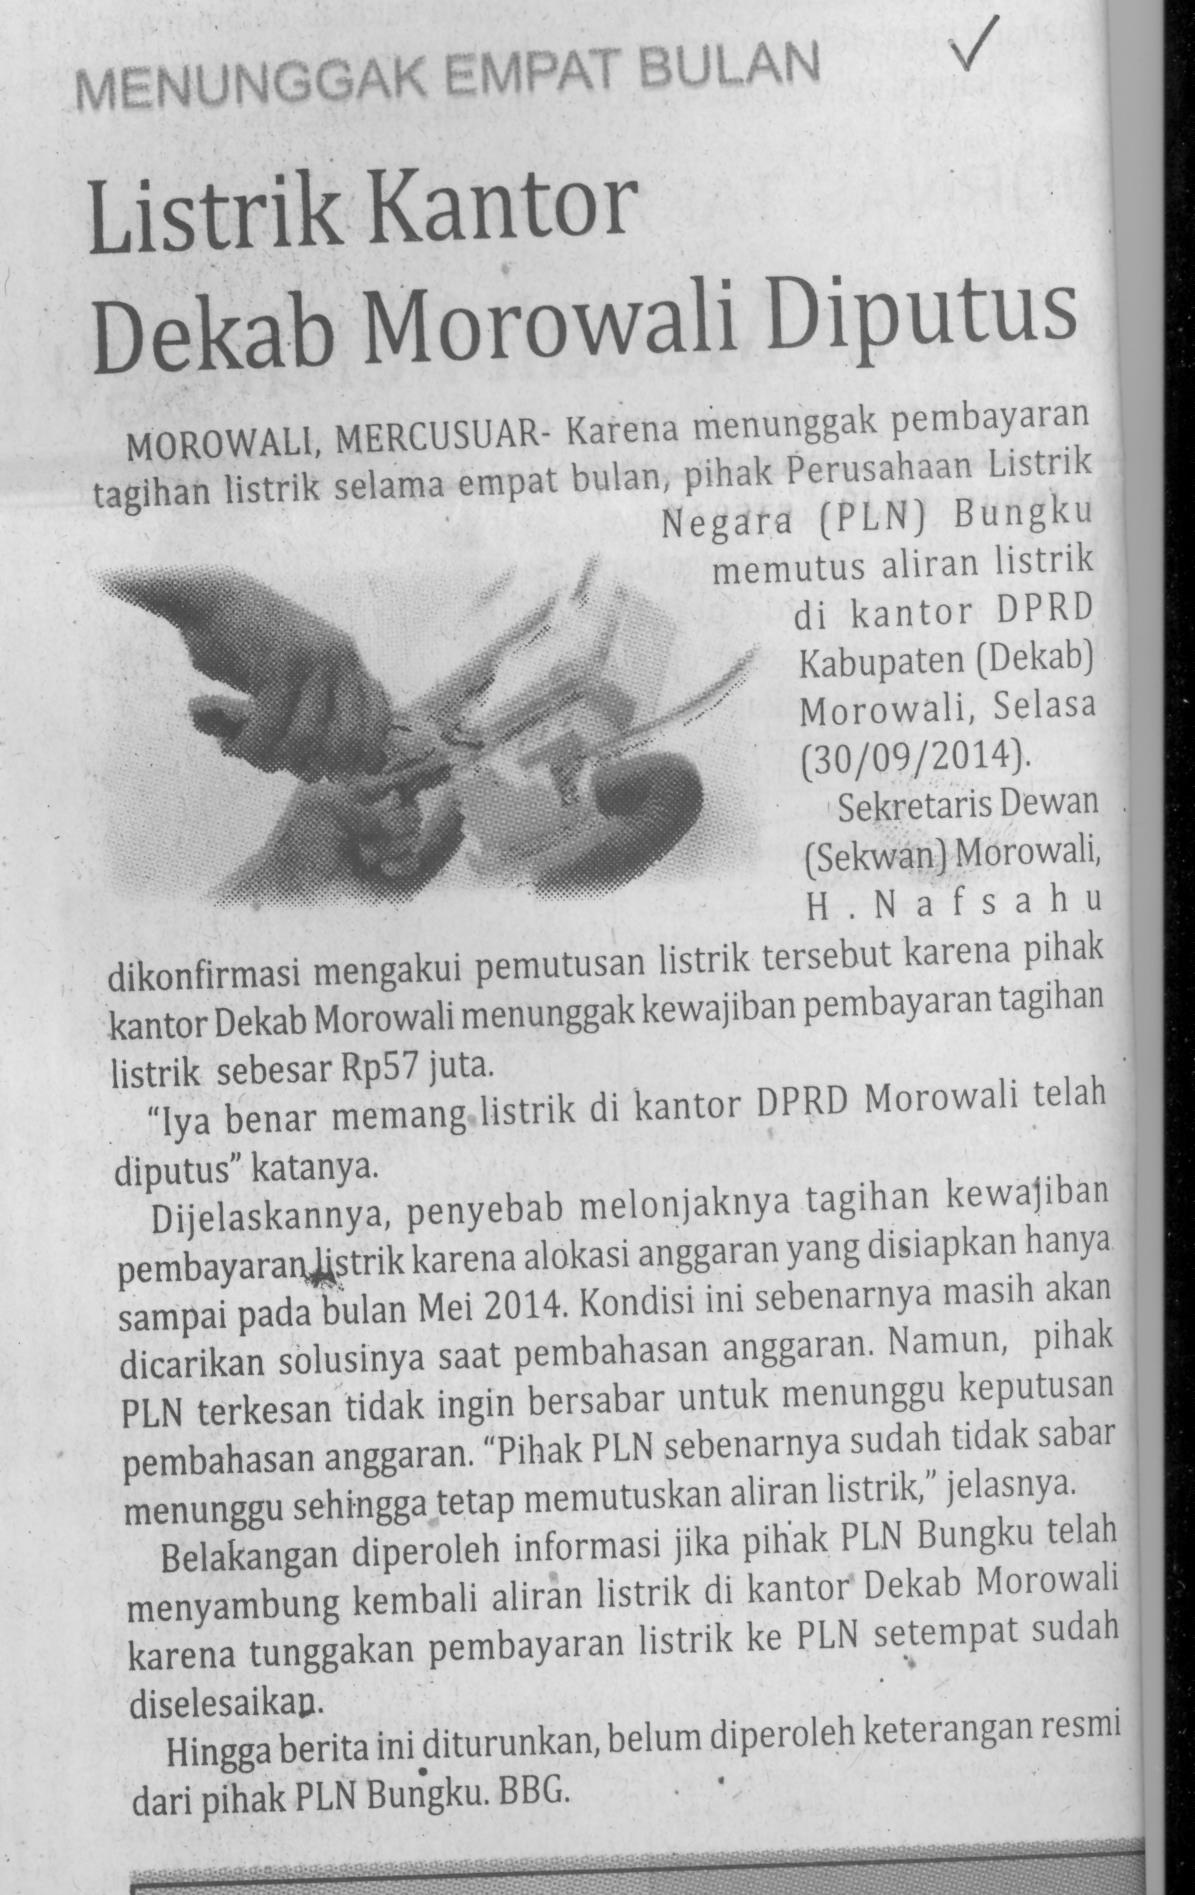 MENUNGGAK EMPAT BULAN
Listrik Kantor
Dekab Morowali Diputus
MOROWALI, MERCUSUAR- Karena menunggak pembayaran
tagihan listrik selama empat bulan, pihak Perusahaan Listrik
Negara (PLN) Bungku
memutus aliran listrik
di kantor DPRD
Kabupaten (Dekab)
Morowali, Selasa
(30/09/2014).
Sekretaris Dewan
(Sekwan) Morowali,
H . N a f s a h u
dikonfirmasi mengakui pemutusan listrik tersebut karena pihak
kantor Dekab Morowali menunggak kewajiban pembayaran tagihan
listrik sebesar Rp57 juta.
“Iya benar memang listrik di kantor DPRD Morowali telah
diputus” katanya.
Dijelaskannya, penyebab melonjaknya tagihan kewajiban
pembayaran listrik karena alokasi anggaran yang disiapkan hanya
sampai pada bulan Mei 2014. Kondisi ini sebenarnya masih akan
dicarikan solusinya saat pembahasan anggaran. Namun, pihak
PLN terkesan tidak ingin bersabar untuk menunggu keputusan
pembahasan anggaran. “Pihak PLN sebenarnya sudah tidak sabar
menunggu sehingga tetap memutuskan aliran listrik,” jelasnya.
Belakangan diperoleh informasi jika pihak PLN Bungku telah
menyambung kembali aliran listrik di kantor Dekab Morowali
karena tunggakan pembayaran listrik ke PLN setempat sudah
diselesaikan.
Hingga berita ini diturunkan, belum diperoleh keterangan resmi
dari pihak PLN Bungku. BBG.